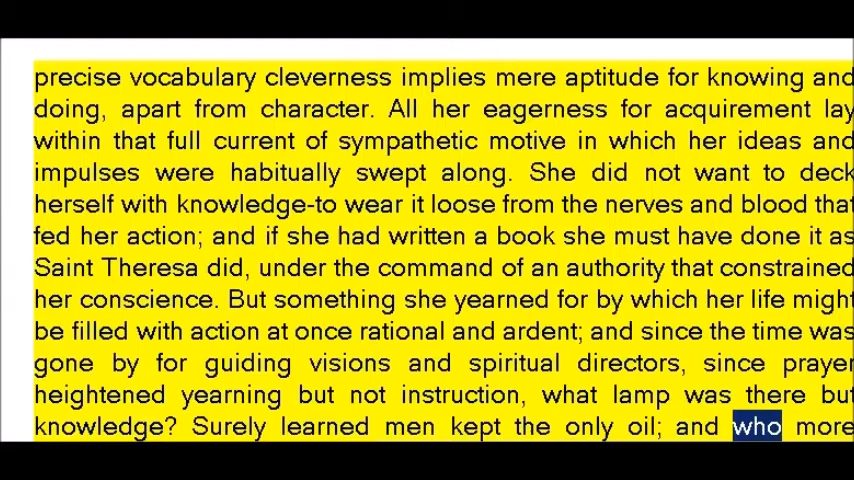 precise vocabulary cleverness implies mere aptitude for knowing and
doing, apart from character. All her eagerness for acquirement lay
within that full current of sympathetic motive in which her ideas and
impulses were habitually swept along. She did not want to deck
herself with knowledge-to wear it loose from the nerves and blood that
fed her action; and if she had written a book she must have done it as
Saint Theresa did, under the command of an authority that constrained
her conscience. But something she yearned for by which her life might
be filled with action at once rational and ardent; and since the time was
gone by for guiding visions and spiritual directors, since prayer
heightened yearning but not instruction, what lamp was there but
knowledge? Surely learned men kept the only oil; and who more